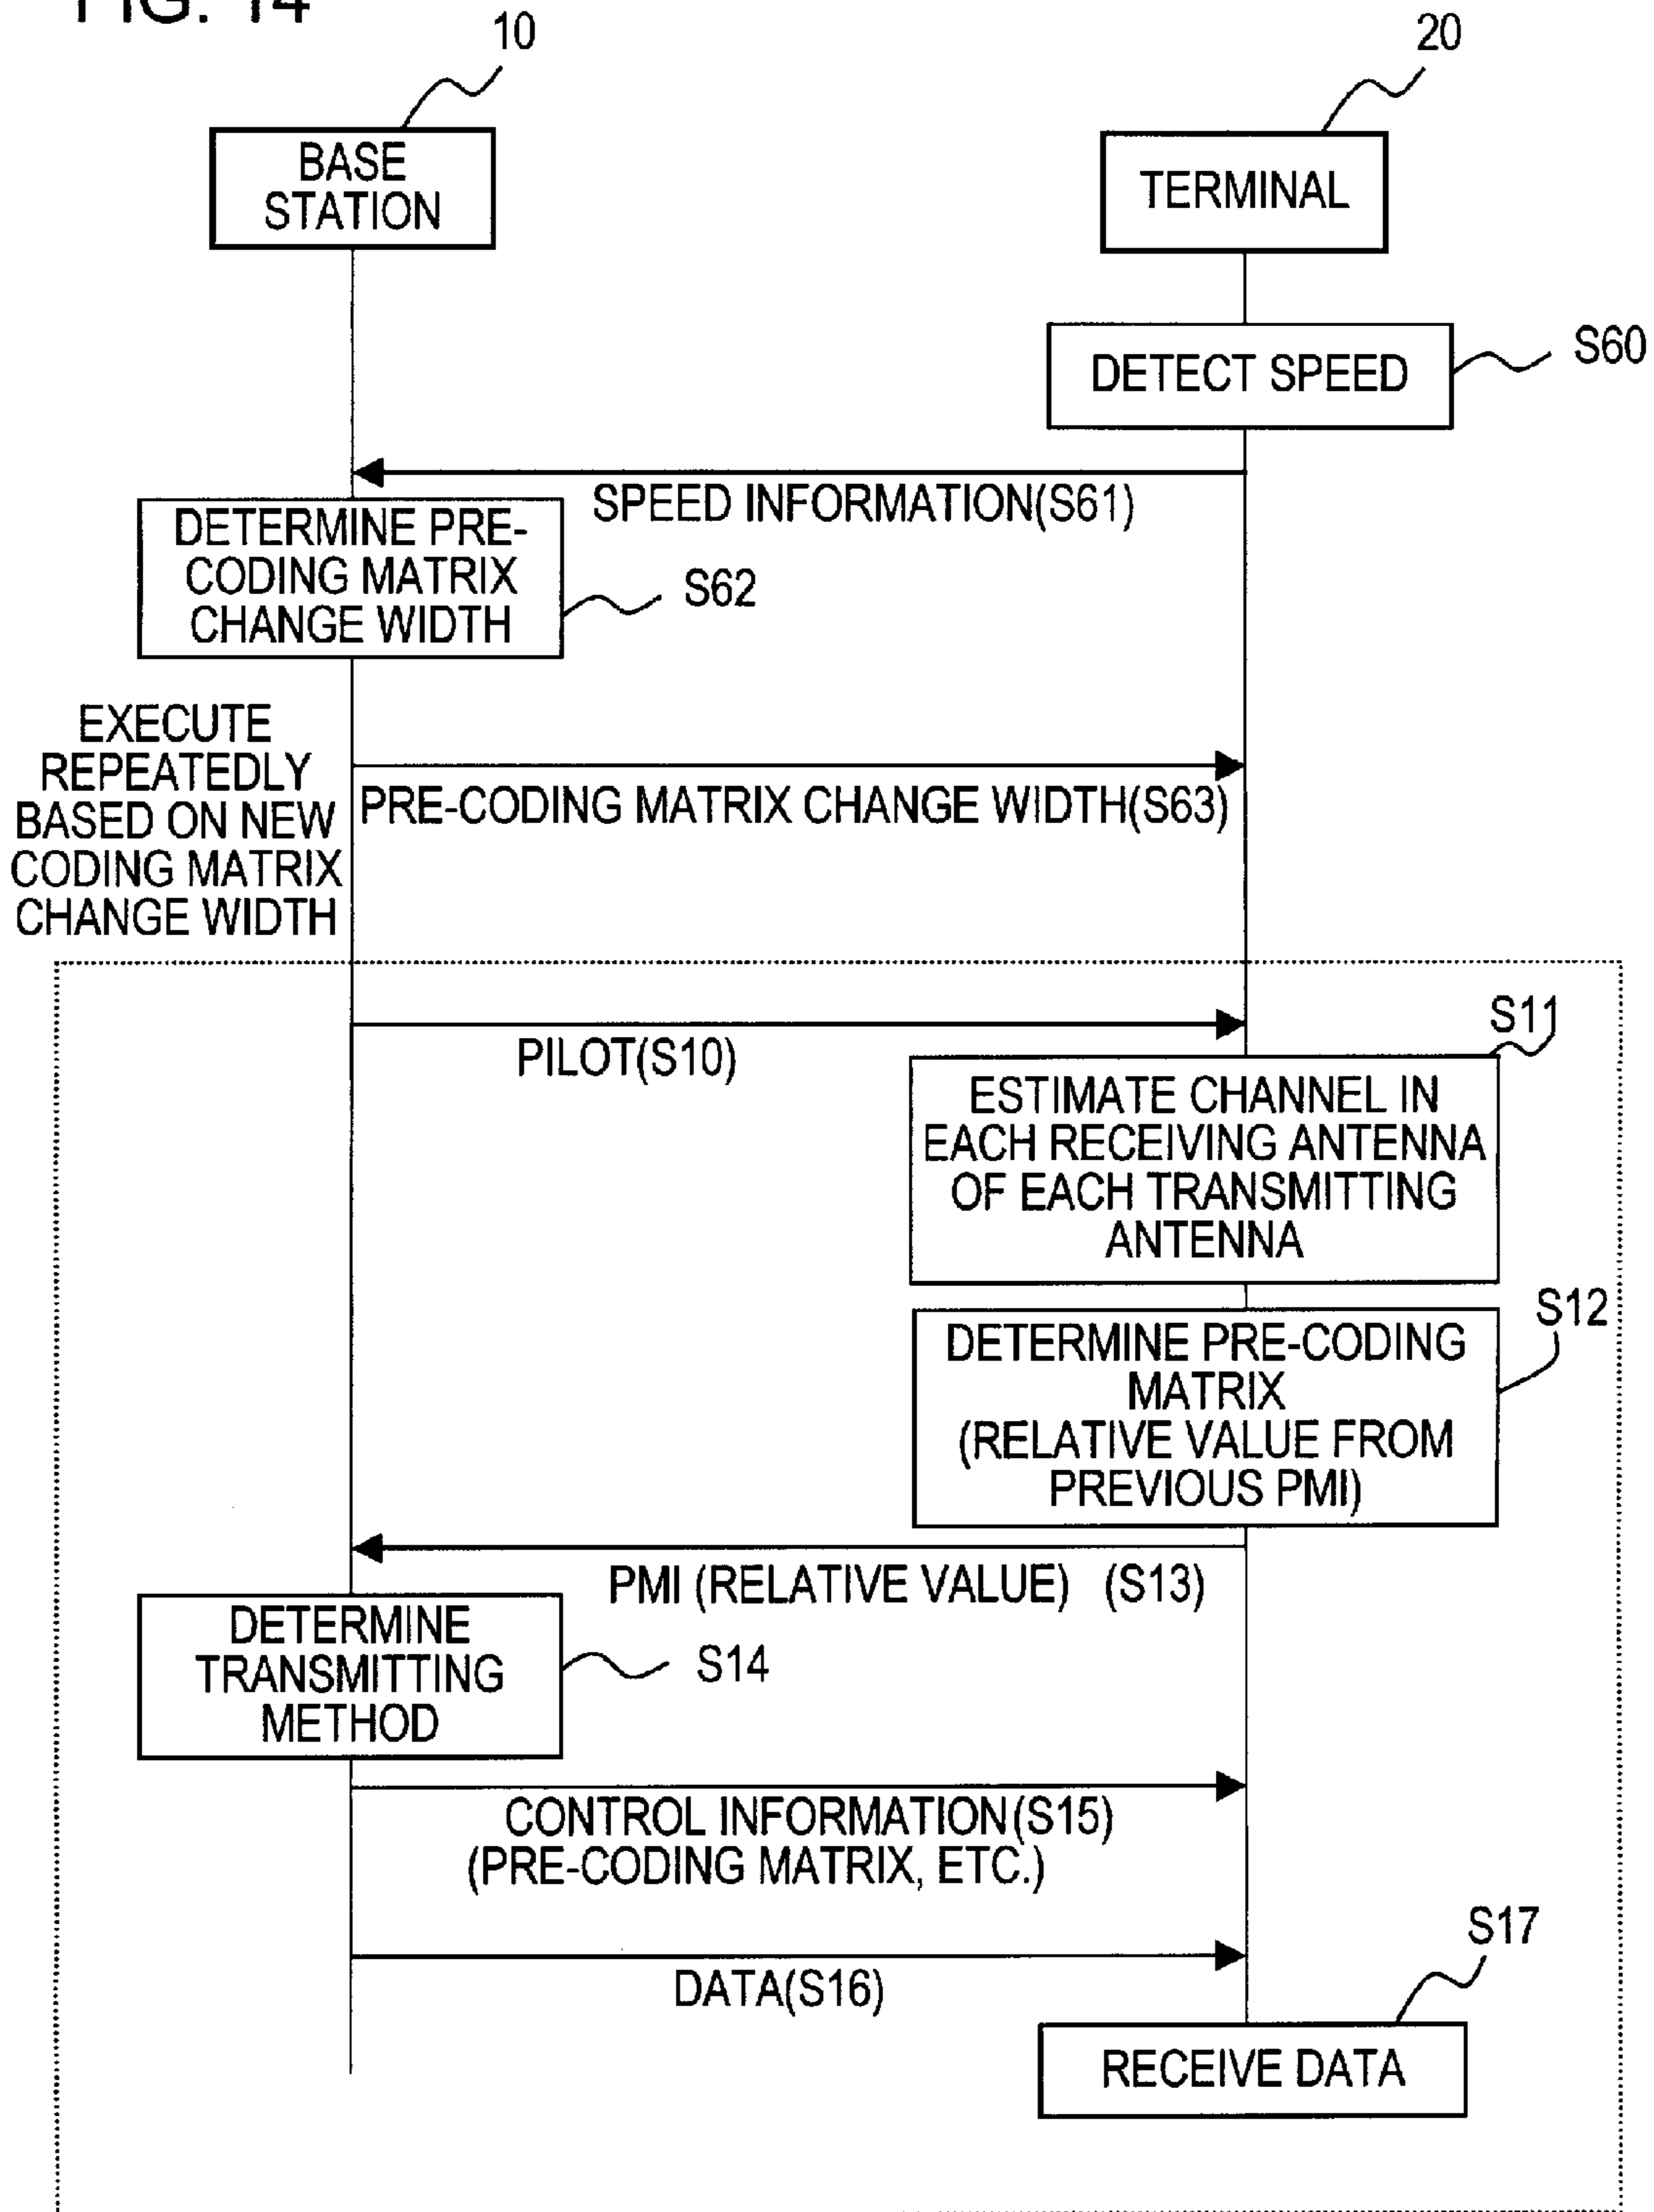 FIG. 14
10
20
BASE
STATION
TERMINAL
DETECT SPEED
S60
SPEED INFORMATION(S61)
DETERMINE PRE-
CODING MATRIX
CHANGE WIDTH
S62
EXECUTE
REPEATEDLY
BASED ON NEW
CODING MATRIX
CHANGE WIDTH
PRE-CODING MATRIX CHANGE WIDTH(S63)
PILOT(S10)
S11
ESTIMATE CHANNEL IN
EACH RECEIVING ANTENNA
OF EACH TRANSMITTING
ANTENNA
S12
DETERMINE PRE-CODING
MATRIX
(RELATIVE VALUE FROM
PREVIOUS PMI)
PMI (RELATIVE VALUE) (S13)
DETERMINE
TRANSMITTING
METHOD
S14
CONTROL INFORMATION(S15)
(PRE-CODING MATRIX, ETC.)
DATA(S16)
S17
RECEIVE DATA